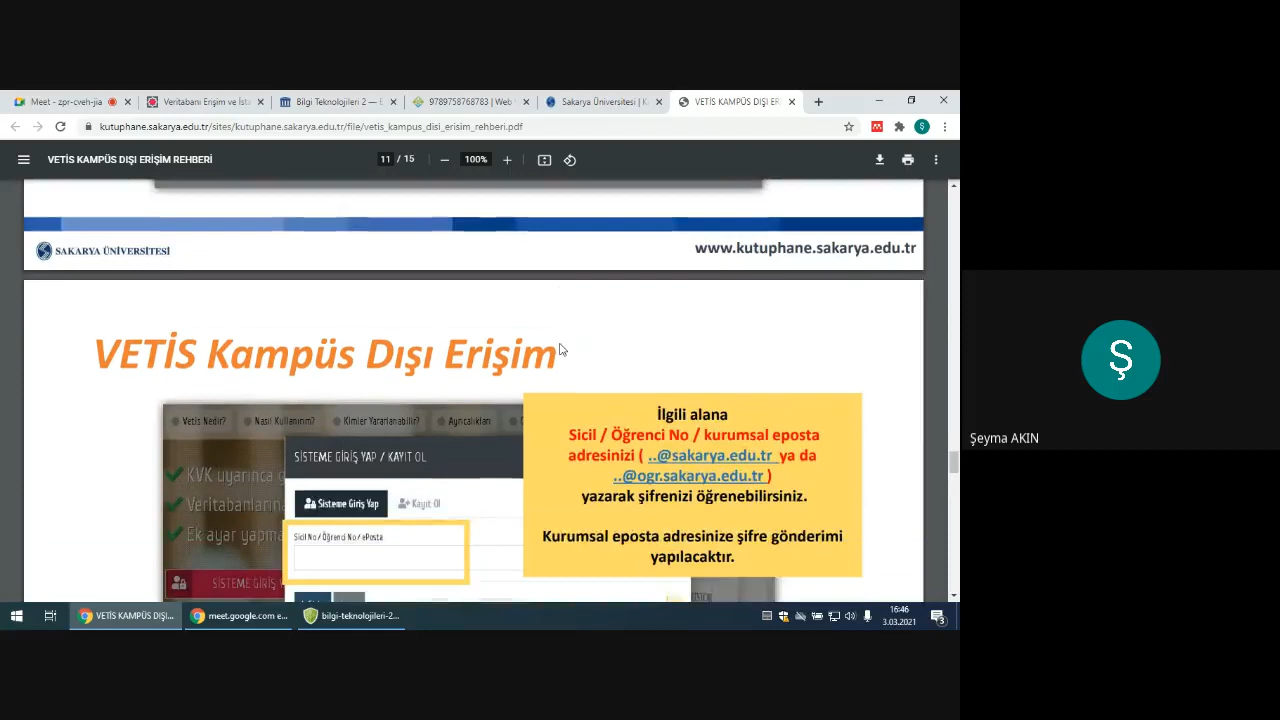 Meet - zpr-cveh-jia
Veritabanı Erişim ve İsta
Bilgi Teknolojileri 2 — E
9789758768783 | Web
Sakarya Üniversitesi | K
VETİS KAMPÜS DIŞI ER
kutuphane.sakarya.edu.tr/sites/kutuphane.sakarya.edu.tr/file/vetis_kampus_disi_erisim_rehberi.pdf
Ş
VETİS KAMPÜS DIŞI ERİŞİM REHBERİ
11 / 15
100%
SAKARYA ÜNİVERSİTESİ
www.kutuphane.sakarya.edu.tr
VETİS Kampüs Dışı Erişim
Vetis Nedir?
Nasıl Kullanırım?
Kimler Yararlanabilir?
Ayrıcalıkları
KVK uyarınca g
Veritabanların
Ek ayar yapma
SİSTEME GİRİŞ Y
SİSTEME GİRİŞ YAP / KAYIT OL
Sisteme Giriş Yap
Kayıt Ol
Sicil No / Öğrenci No / ePosta
İlgili alana
Sicil / Öğrenci No / kurumsal eposta
adresinizi ( ..@sakarya.edu.tr ya da
..@ogr.sakarya.edu.tr )
yazarak şifrenizi öğrenebilirsiniz.
Kurumsal eposta adresinize şifre gönderimi
yapılacaktır.
Ş
Şeyma AKIN
VETİS KAMPÜS DIŞI...
meet.google.com e...
bilgi-teknolojileri-2...
16:46
3.03.2021
3